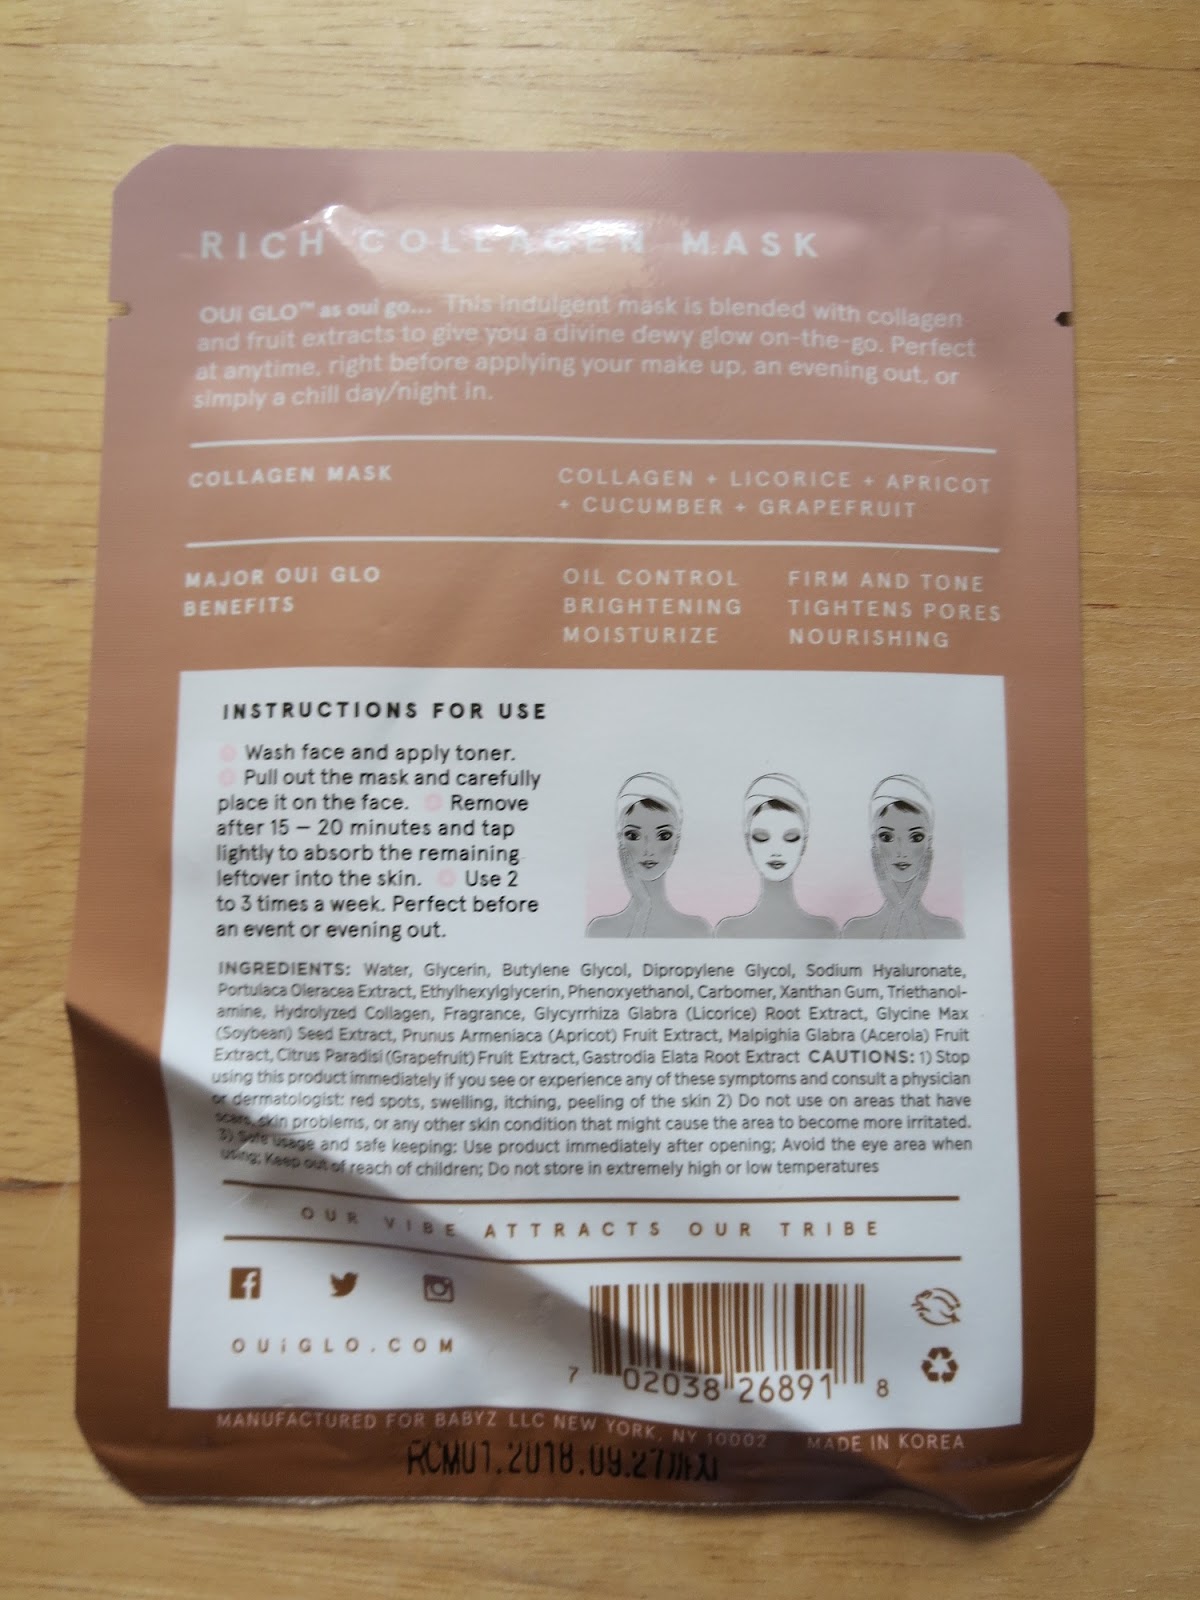 RICH COLLAGEN MASK
OUi GLO™ as oui go... This indulgent mask is blended with collagen
and fruit extracts to give you a divine dewy glow on-the-go. Perfect
at anytime, right before applying your make up, an evening out, or
simply a chill day/night in.
COLLAGEN MASK
COLLAGEN + LICORICE + APRICOT
+ CUCUMBER + GRAPEFRUIT
MAJOR OUi GLO
BENEFITS
OIL CONTROL
BRIGHTENING
MOISTURIZE
FIRM AND TONE
TIGHTENS PORES
NOURISHING
INSTRUCTIONS FOR USE
Wash face and apply toner.
Pull out the mask and carefully
place it on the face. Remove
after 15 – 20 minutes and tap
lightly to absorb the remaining
leftover into the skin. Use 2
to 3 times a week. Perfect before
an event or evening out.
INGREDIENTS: Water, Glycerin, Butylene Glycol, Dipropylene Glycol, Sodium Hyaluronate,
Portulaca Oleracea Extract, Ethylhexylglycerin, Phenoxyethanol, Carbomer, Xanthan Gum, Triethanol-
amine, Hydrolyzed Collagen, Fragrance, Glycyrrhiza Glabra (Licorice) Root Extract, Glycine Max
(Soybean) Seed Extract, Prunus Armeniaca (Apricot) Fruit Extract, Malpighia Glabra (Acerola) Fruit
Extract, Citrus Paradisi (Grapefruit) Fruit Extract, Gastrodia Elata Root Extract CAUTIONS: 1) Stop
using this product immediately if you see or experience any of these symptoms and consult a physician
or dermatologist: red spots, swelling, itching, peeling of the skin 2) Do not use on areas that have
scars, skin problems, or any other skin condition that might cause the area to become more irritated.
3) Safe usage and safe keeping: Use product immediately after opening; Avoid the eye area when
using; Keep out of reach of children; Do not store in extremely high or low temperatures
OUR VIBE ATTRACTS OUR TRIBE
OUiGLO.COM
7 02038 26891 8
MANUFACTURED FOR BABYZ LLC NEW YORK, NY 10002 MADE IN KOREA
RCM01.2018.09.27까지